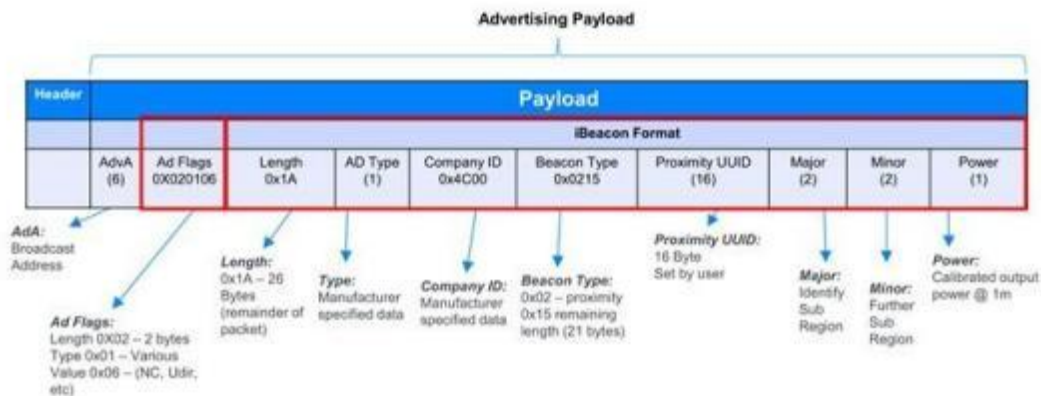 Advertising Payload
Header
Payload
iBeacon Format
AdvA
(6)
Ad Flags
0X020106
Length
0x1A
AD Type
(1)
Company ID
0x4C00
Beacon Type
0x0215
Proximity UUID
(16)
Major
(2)
Minor
(2)
Power
(1)
AdA:
Broadcast
Address
Ad Flags:
Length 0X02 – 2 bytes
Type 0x01 – Various
Value 0x06 – (NC, Udir,
etc)
Length:
0x1A – 26
Bytes
(remainder of
packet)
Type:
Manufacturer
specified data
Company ID:
Manufacturer
specified data
Beacon Type:
0x02 – proximity
0x15 remaining
length (21 bytes)
Proximity UUID:
16 Byte
Set by user
Major:
Identify
Sub
Region
Minor:
Further
Sub
Region
Power:
Calibrated output
power @ 1m